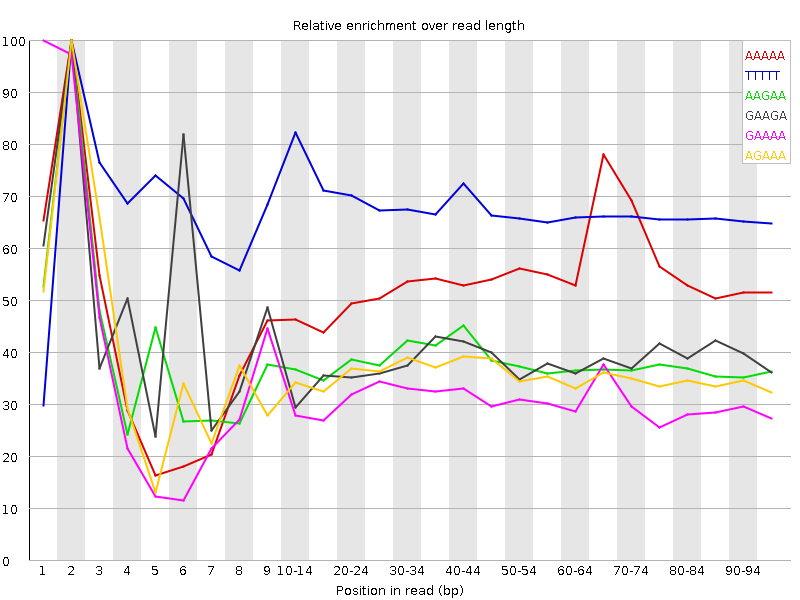 Relative enrichment over read length
100
90
80
70
60
50
40
30
20
10
0
AAAAA
TTTTT
AAGAA
GAAGA
GAAAA
AGAAA
1 2 3 4 5 6 7 8 9 10-14 20-24 30-34 40-44 50-54 60-64 70-74 80-84 90-94
Position in read (bp)